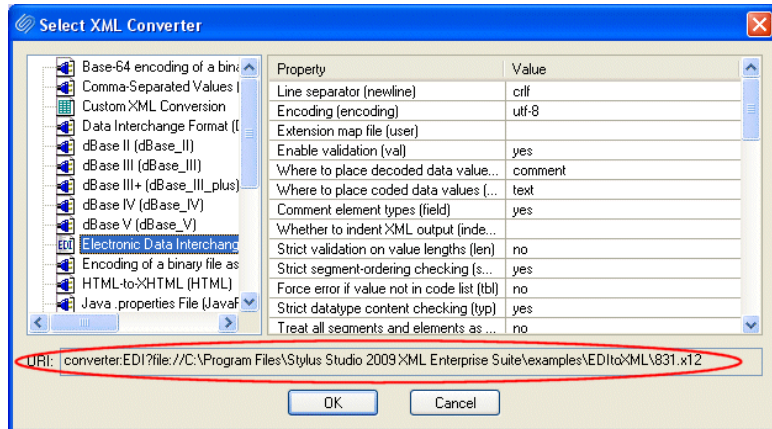 Select XML Converter
Base-64 encoding of a bina
Comma-Separated Values (
Custom XML Conversion
Data Interchange Format (D
dBase II (dBase_II)
dBase III (dBase_III)
dBase III+ (dBase_III_plus)
dBase IV (dBase_IV)
dBase V (dBase_V)
EDI Electronic Data Interchang
Encoding of a binary file as
HTML-to-XHTML (HTML)
Java .properties File (JavaP
Property Value
Line separator (newline) crlf
Encoding (encoding) utf-8
Extension map file (user)
Enable validation (val) yes
Where to place decoded data value... comment
Where to place coded data values (... text
Comment element types (field) yes
Whether to indent XML output (inde...
Strict validation on value lengths (len) no
Strict segment-ordering checking (s... yes
Force error if value not in code list (tbl) no
Strict datatype content checking (typ) yes
Treat all segments and elements as ... no
URI: converter:EDI?file://C:\Program Files\Stylus Studio 2009 XML Enterprise Suite\examples\EDItoXML\831.x12
OK Cancel